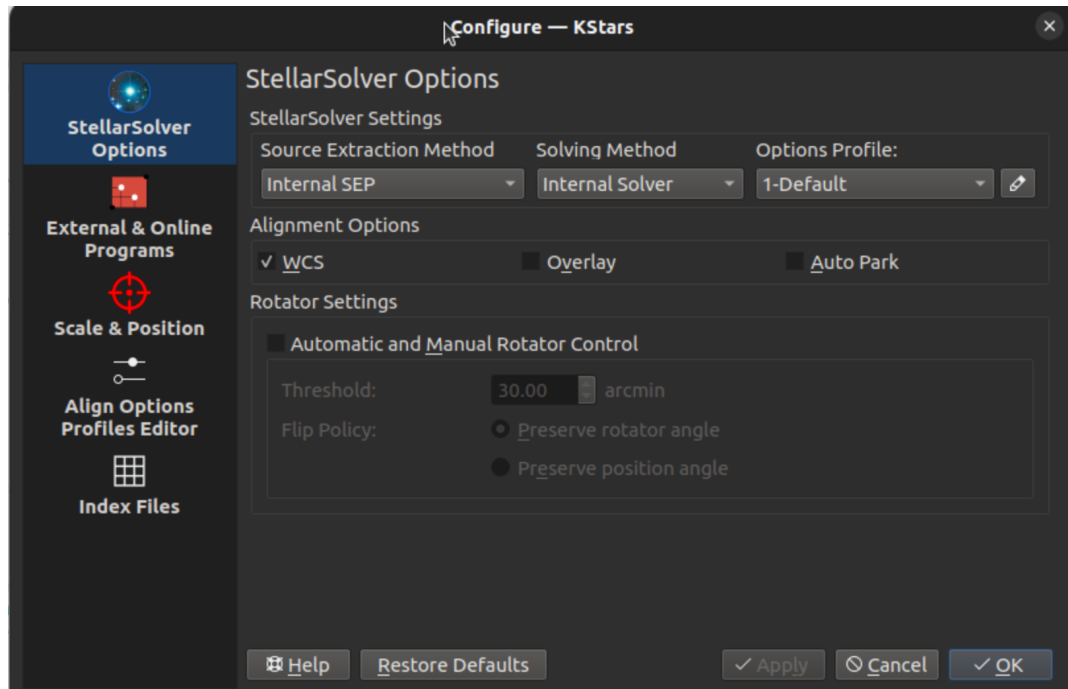 Configure — KStars
StellarSolver
Options
External & Online
Programs
Scale & Position
Align Options
Profiles Editor
Index Files
StellarSolver Options
StellarSolver Settings
Source Extraction Method Solving Method Options Profile:
Internal SEP Internal Solver 1-Default
Alignment Options
WCS Overlay Auto Park
Rotator Settings
Automatic and Manual Rotator Control
Threshold: 30.00 arcmin
Flip Policy: Preserve rotator angle
Preserve position angle
Help Restore Defaults Apply Cancel OK